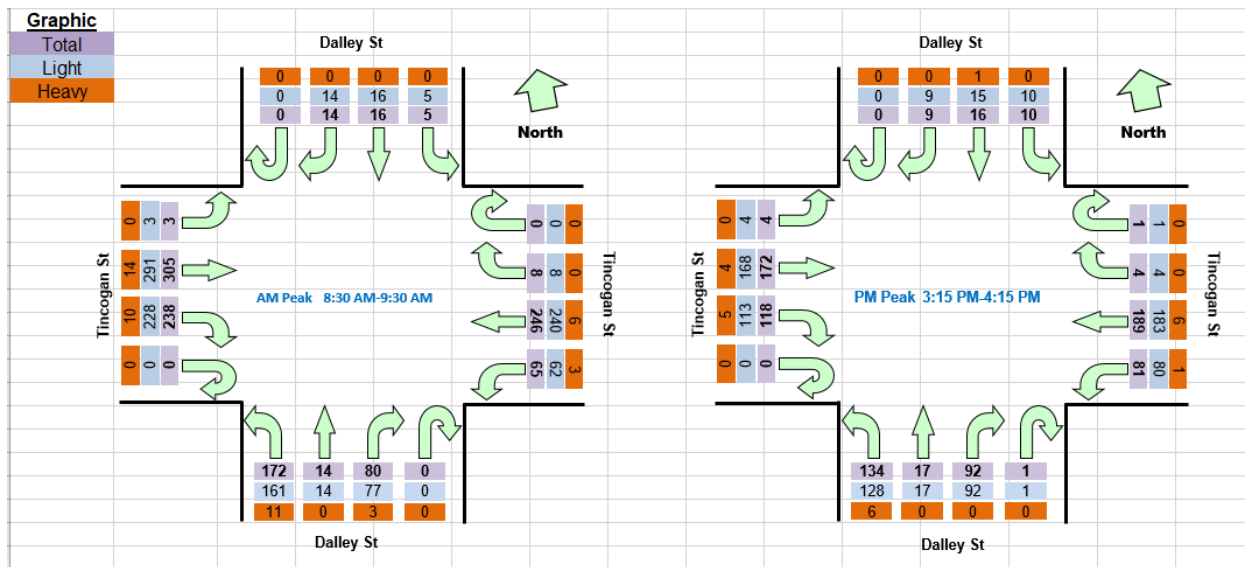 Graphic
Total
Light
Heavy
Dalley St
0 0 0 0
0 14 16 5
0 14 16 5
North
0 3 3
14 291 305
10 228 238
0 0 0
Tincogan St
AM Peak 8:30 AM-9:30 AM
0 0 0
8 8 0
246 240 6
65 62 3
Tincogan St
172 14 80 0
161 14 77 0
11 0 3 0
Dalley St
Dalley St
0 0 1 0
0 9 15 10
0 9 16 10
North
0 4 4
4 168 172
5 113 118
0 0 0
Tincogan St
PM Peak 3:15 PM-4:15 PM
1 1 0
4 4 0
189 183 6
81 80 1
Tincogan St
134 17 92 1
128 17 92 1
6 0 0 0
Dalley St